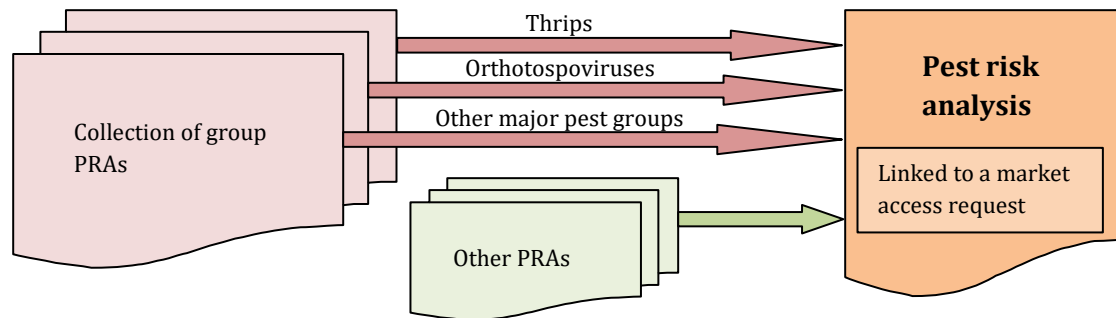 Thrips
Orthotospoviruses
Other major pest groups
Collection of group
PRAs
Other PRAs
Pest risk
analysis
Linked to a market
access request